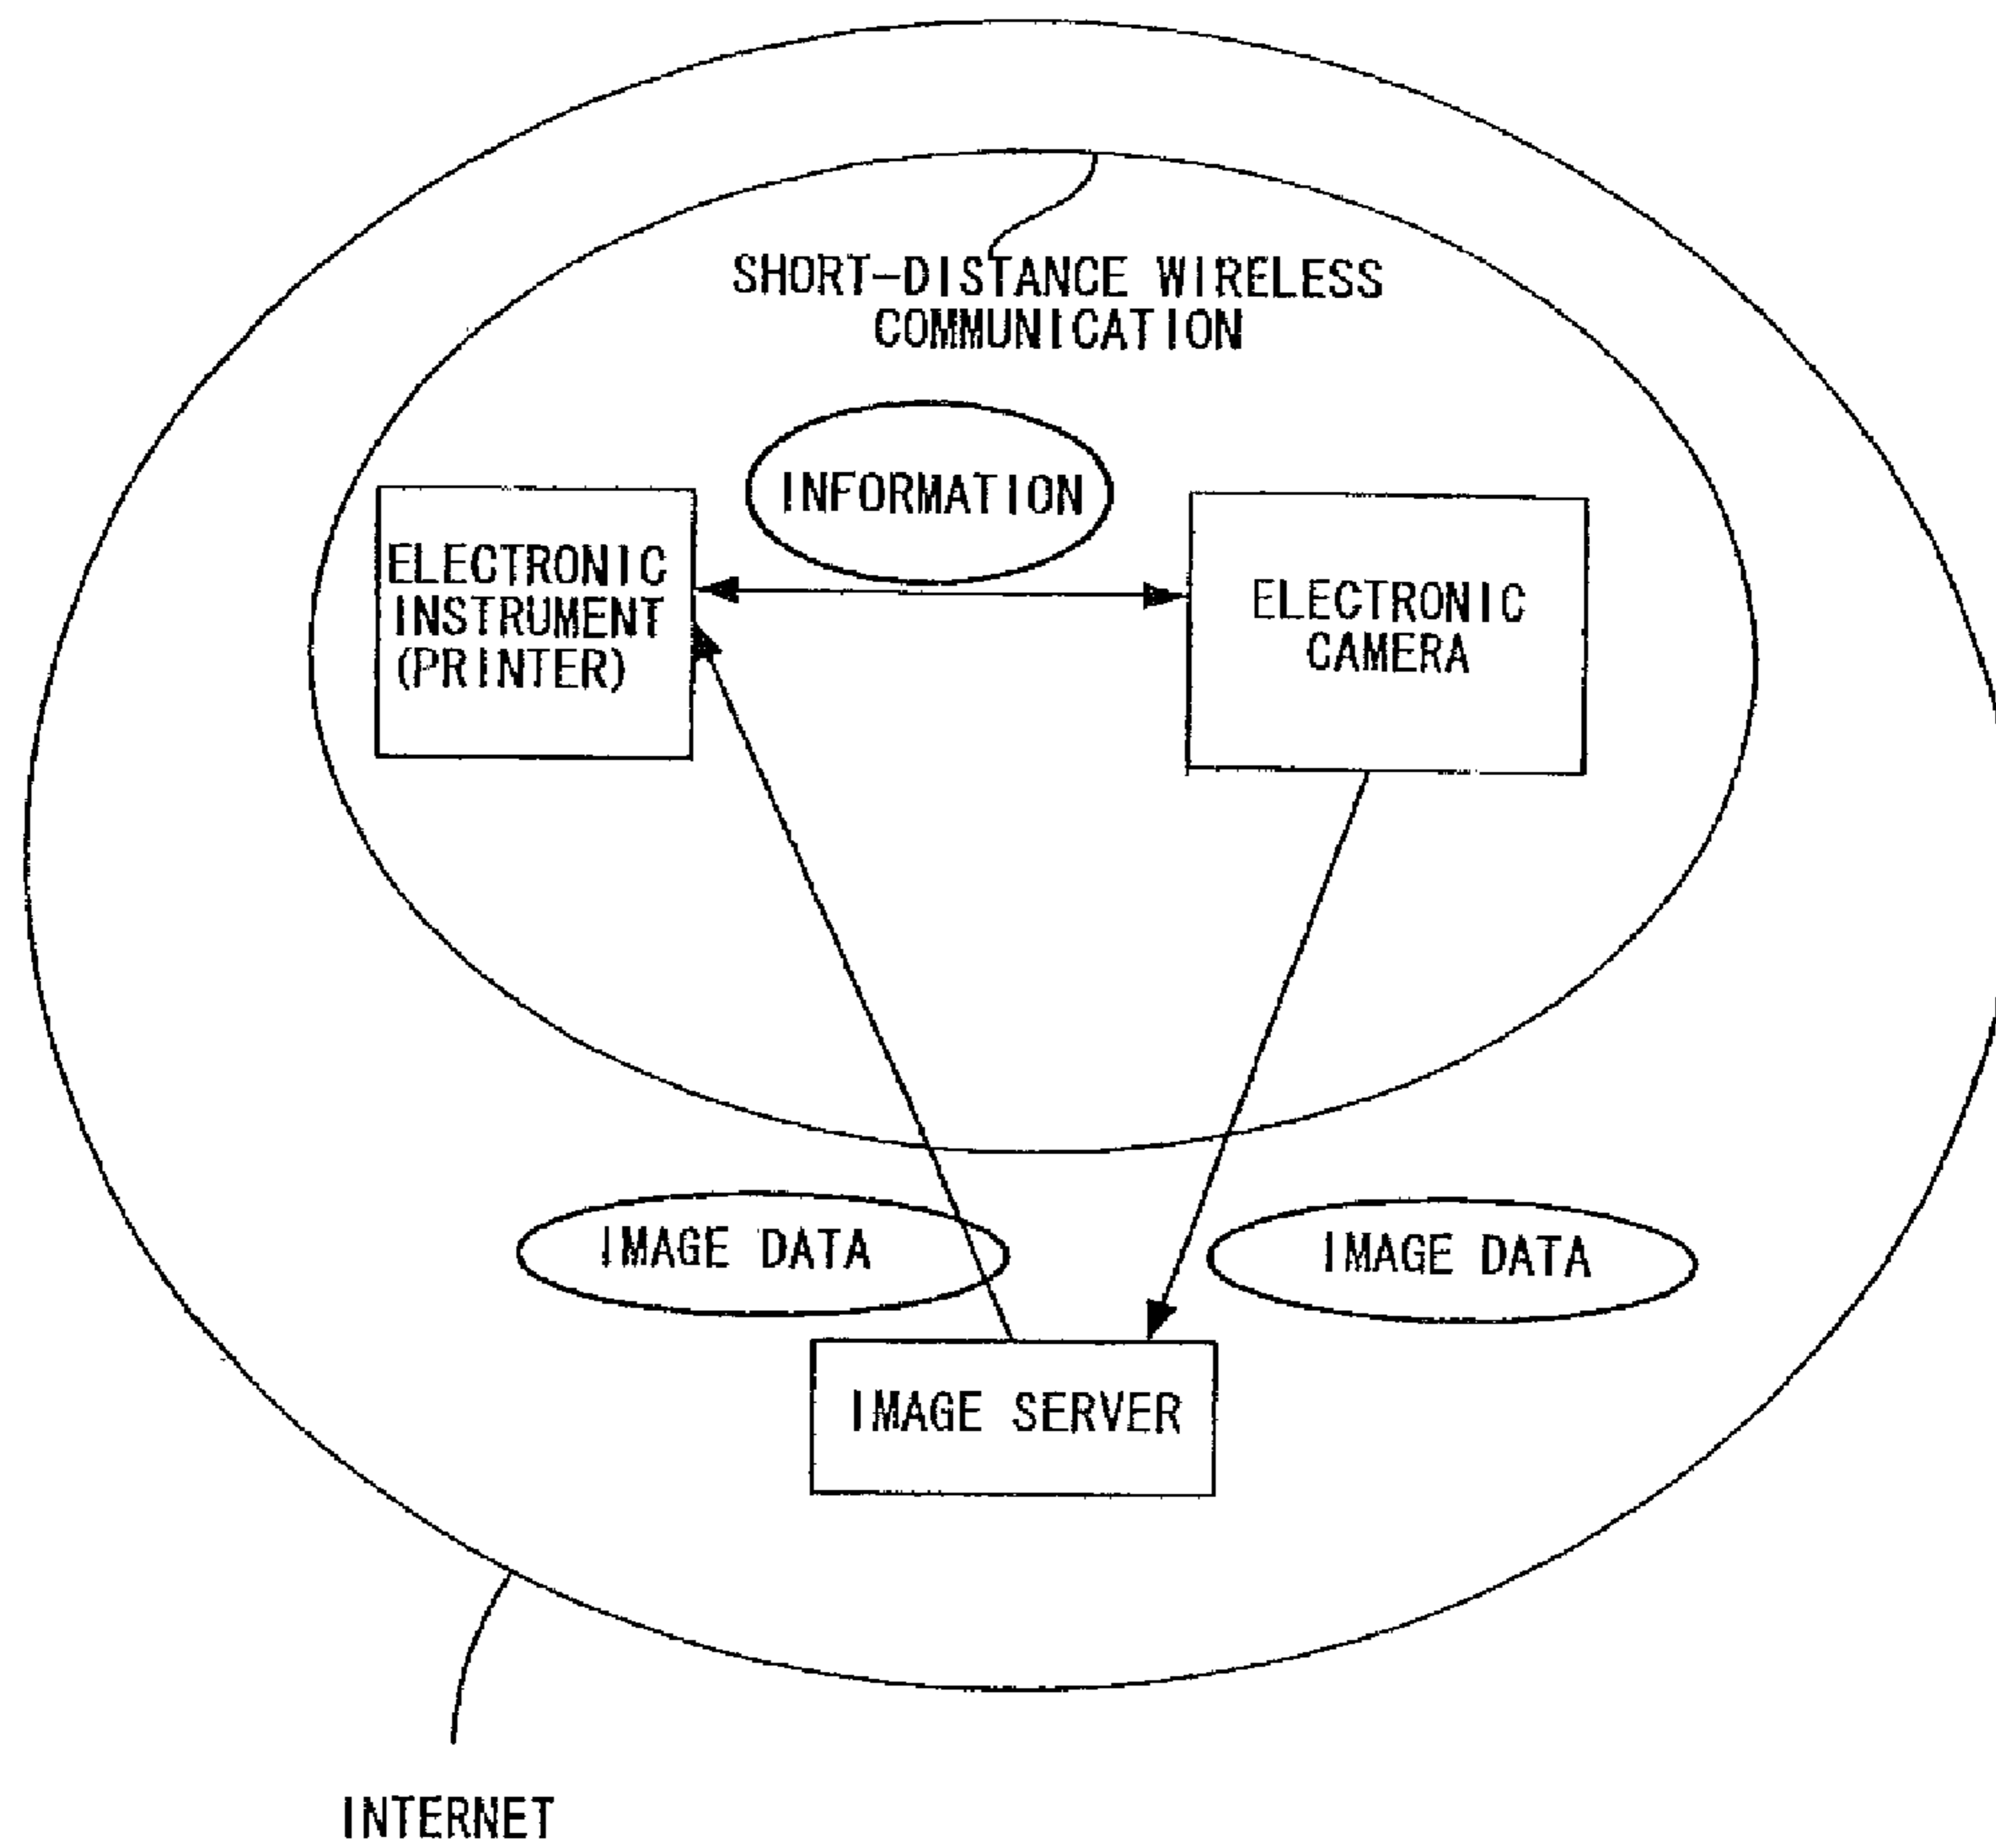 SHORT-DISTANCE WIRELESS
COMMUNICATION
INFORMATION
ELECTRONIC
INSTRUMENT
(PRINTER)
ELECTRONIC
CAMERA
IMAGE DATA
IMAGE DATA
IMAGE SERVER
INTERNET